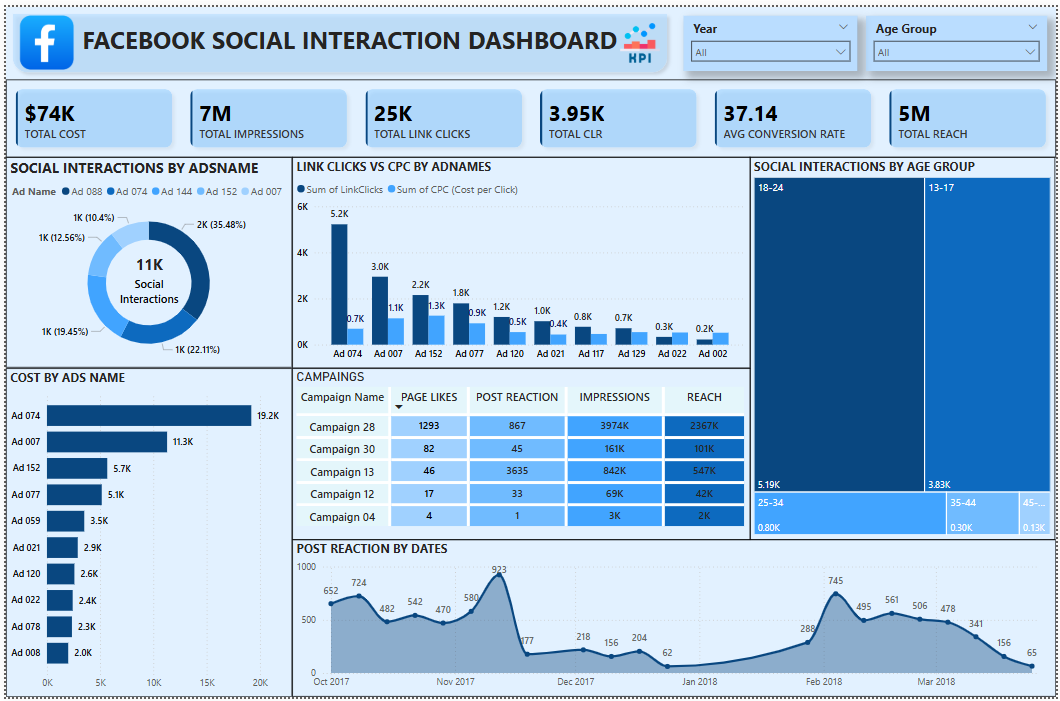 FACEBOOK SOCIAL INTERACTION DASHBOARD
KPI
Year
All
Age Group
All
$74K
TOTAL COST
7M
TOTAL IMPRESSIONS
25K
TOTAL LINK CLICKS
3.95K
TOTAL CLR
37.14
AVG CONVERSION RATE
5M
TOTAL REACH
SOCIAL INTERACTIONS BY ADSNAME
Ad Name Ad 088 Ad 074 Ad 144 Ad 152 Ad 007
1K (10.4%)
2K (35.48%)
1K (12.56%)
11K
Social
Interactions
1K (19.45%)
1K (22.11%)
LINK CLICKS VS CPC BY ADNAMES
Sum of LinkClicks Sum of CPC (Cost per Click)
6K
4K
2K
0K
5.2K
0.7K
3.0K
1.1K
2.2K
1.3K
1.8K
0.9K
1.2K
0.5K
1.0K
0.4K
0.8K
0.7K
0.3K
0.2K
Ad 074 Ad 007 Ad 152 Ad 077 Ad 120 Ad 021 Ad 117 Ad 129 Ad 022 Ad 002
SOCIAL INTERACTIONS BY AGE GROUP
18-24
5.19K
13-17
3.83K
25-34
0.80K
35-44
0.30K
45-...
0.13K
COST BY ADS NAME
Ad 074 19.2K
Ad 007 11.3K
Ad 152 5.7K
Ad 077 5.1K
Ad 059 3.5K
Ad 021 2.9K
Ad 120 2.6K
Ad 022 2.4K
Ad 078 2.3K
Ad 008 2.0K
0K 5K 10K 15K 20K
CAMPAINGS
Campaign Name PAGE LIKES POST REACTION IMPRESSIONS REACH
Campaign 28 1293 867 3974K 2367K
Campaign 30 82 45 161K 101K
Campaign 13 46 3635 842K 547K
Campaign 12 17 33 69K 42K
Campaign 04 4 1 3K 2K
POST REACTION BY DATES
1000
500
0
652
724
482
542
470
580
923
177
218
156
204
62
288
745
495
561
506
478
341
156
65
Oct 2017 Nov 2017 Dec 2017 Jan 2018 Feb 2018 Mar 2018